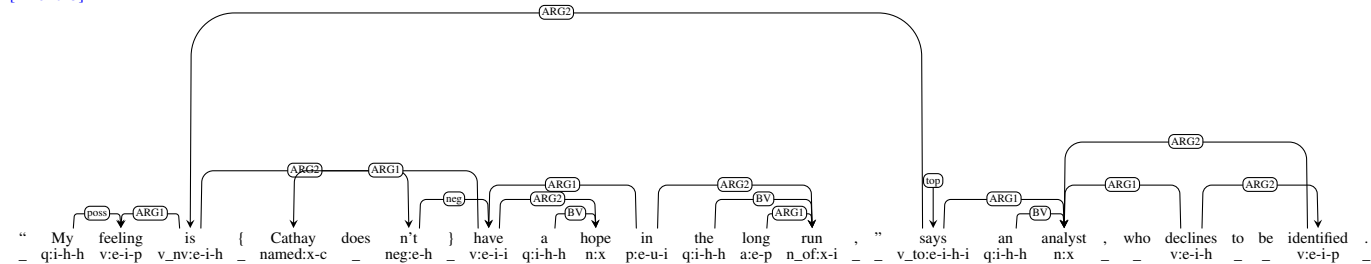 ARG2
ARG2
ARG2 ARG1
top
neg ARG1 ARG2 ARG1 ARG2
ARG2 BV ARG1
poss ARG1 BV ARG1 BV
“ My feeling is { Cathay does n't } have a hope in the long run , ” says an analyst , who declines to be identified .
_ q:i-h-h v:e-i-p v_nv:e-i-h _ named:x-c _ neg:e-h _ v:e-i-i q:i-h-h n:x p:e-u-i q:i-h-h a:e-p n_of:x-i _ _ v_to:e-i-h-i q:i-h-h n:x _ _ v:e-i-h _ _ v:e-i-p _